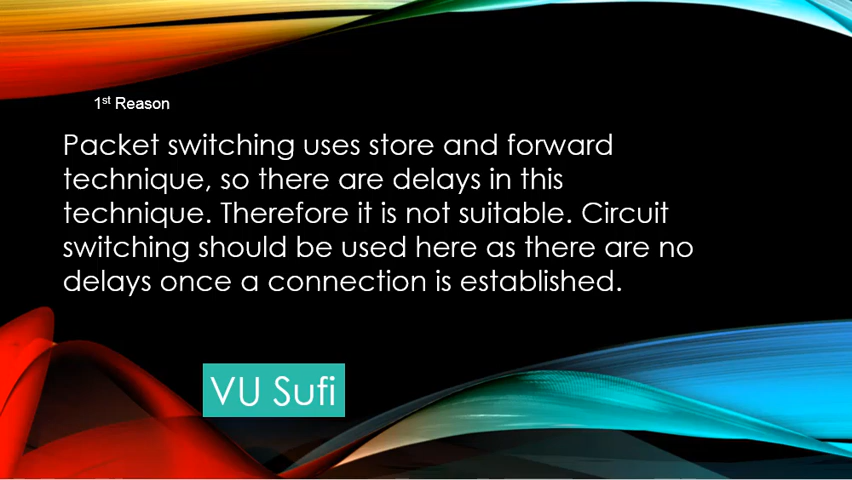 1st Reason
Packet switching uses store and forward
technique, so there are delays in this
technique. Therefore it is not suitable. Circuit
switching should be used here as there are no
delays once a connection is established.
VU Sufi